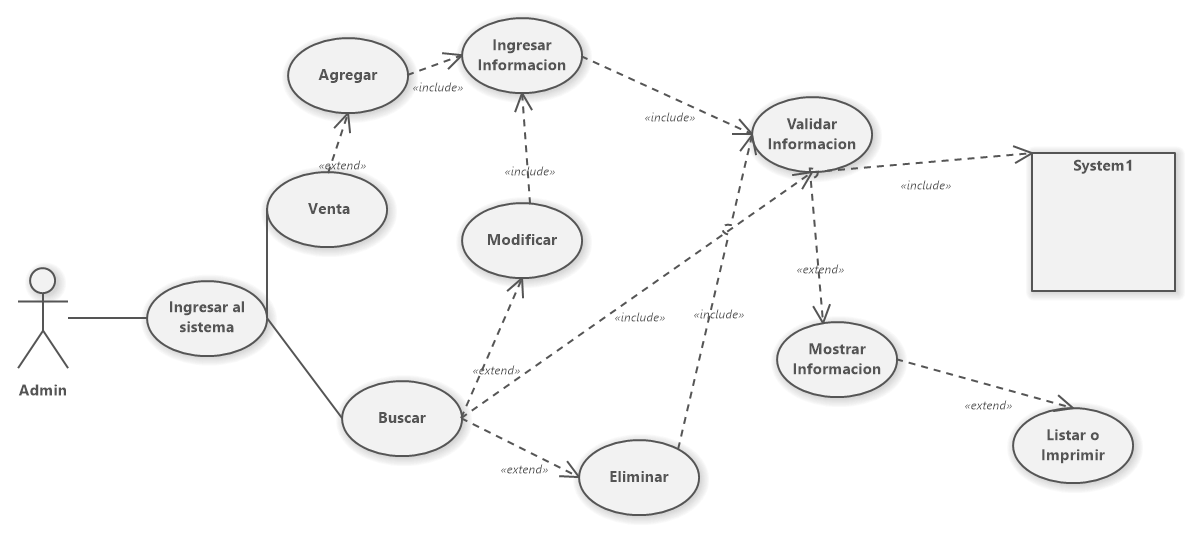 Ingresar
Informacion
Agregar
«include»
«include»
Validar
Informacion
«extend»
«include»
System1
«include»
Venta
Modificar
«extend»
Ingresar al
sistema
«include»
«include»
Mostrar
Informacion
Admin
«extend»
Buscar
«extend»
Listar o
Imprimir
«extend»
Eliminar